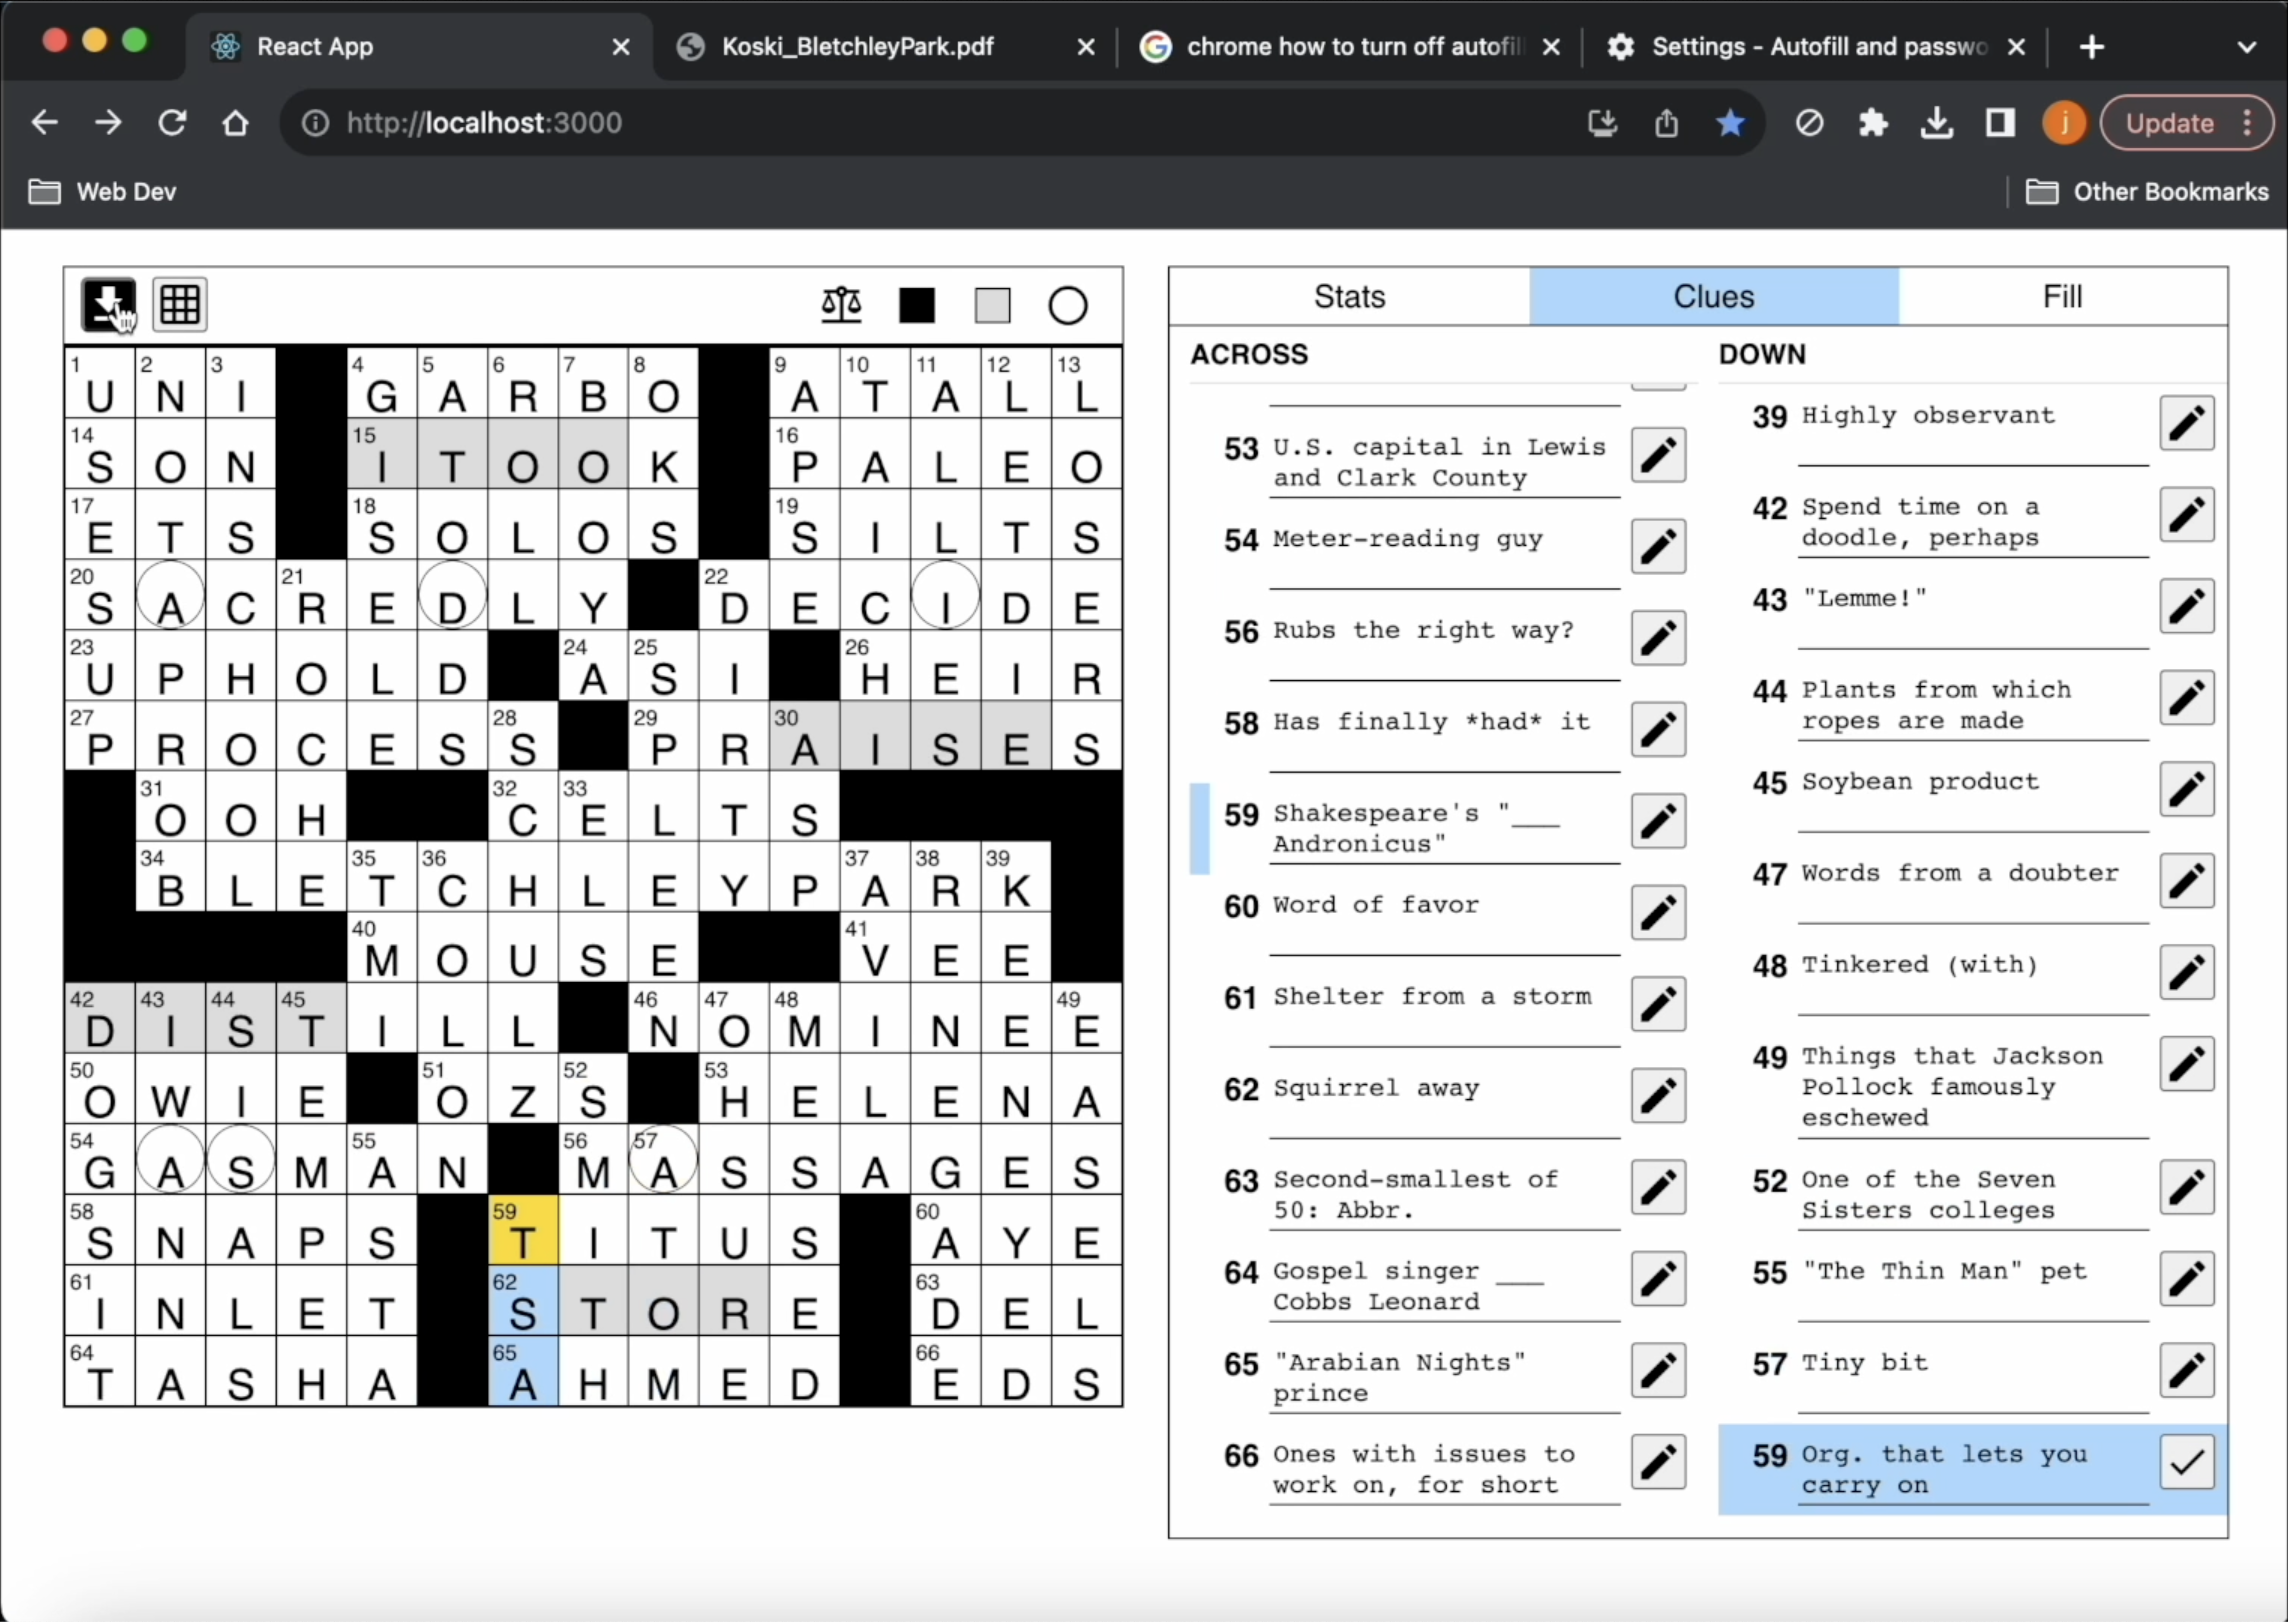 React App
Koski_BletchleyPark.pdf
chrome how to turn off autofil
Settings - Autofill and passwo
http://localhost:3000
j
Update
Web Dev
Other Bookmarks
1 2 3 4 5 6 7 8 9 10 11 12 13
U N I G A R B O A T A L L
14 15 16
S O N I T O O K P A L E O
17 18 19
E T S S O L O S S I L T S
20 21 22
S A C R E D L Y D E C I D E
23 24 25 26
U P H O L D A S I H E I R
27 28 29 30
P R O C E S S P R A I S E S
31 32 33
O O H C E L T S
34 35 36 37 38 39
B L E T C H L E Y P A R K
40 41
M O U S E V E E
42 43 44 45 46 47 48 49
D I S T I L L N O M I N E E
50 51 52 53
O W I E O Z S H E L E N A
54 55 56 57
G A S M A N M A S S A G E S
58 59 60
S N A P S T I T U S A Y E
61 62 63
I N L E T S T O R E D E L
64 65 66
T A S H A A H M E D E D S
Stats
Clues
Fill
ACROSS
53 U.S. capital in Lewis
and Clark County
54 Meter-reading guy
56 Rubs the right way?
58 Has finally *had* it
59 Shakespeare's "___
Andronicus"
60 Word of favor
61 Shelter from a storm
62 Squirrel away
63 Second-smallest of
50: Abbr.
64 Gospel singer ___
Cobbs Leonard
65 "Arabian Nights"
prince
66 Ones with issues to
work on, for short
DOWN
39 Highly observant
42 Spend time on a
doodle, perhaps
43 "Lemme!"
44 Plants from which
ropes are made
45 Soybean product
47 Words from a doubter
48 Tinkered (with)
49 Things that Jackson
Pollock famously
eschewed
52 One of the Seven
Sisters colleges
55 "The Thin Man" pet
57 Tiny bit
59 Org. that lets you
carry on